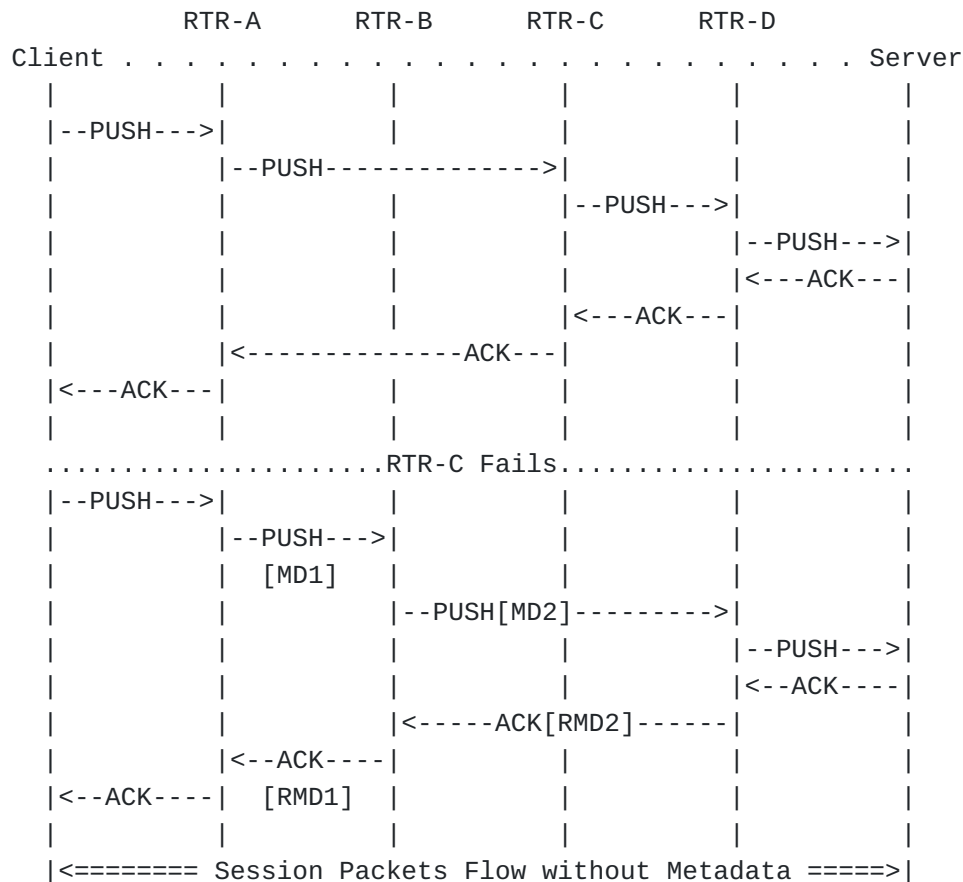 RTR-A RTR-B RTR-C RTR-D
Client . . . . . . . . . . . . . . . . . . . . . . . . Server
| | | | | |
|--PUSH--->| | | | |
| |--PUSH-------------->| | |
| | | |--PUSH--->| |
| | | | |--PUSH--->|
| | | | |<---ACK---|
| | | |<---ACK---| |
| |<--------------ACK---| | |
|<---ACK---| | | | |
| | | | | |
......................RTR-C Fails.......................
|--PUSH--->| | | | |
| |--PUSH--->| | | |
| | [MD1] | | | |
| | |--PUSH[MD2]--------->| |
| | | | |--PUSH--->|
| | | | |<--ACK----|
| | |<-----ACK[RMD2]------| |
| |<--ACK----| | | |
|<--ACK----| [RMD1] | | | |
| | | | | |
|<======== Session Packets Flow without Metadata =====>|